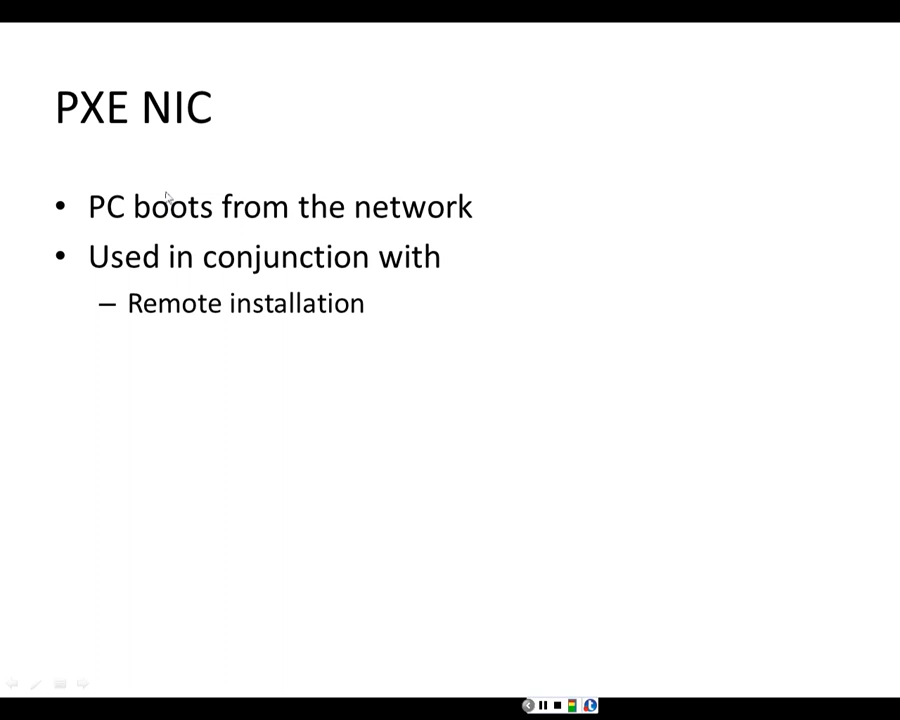 PXE NIC
• PC boots from the network
• Used in conjunction with
– Remote installation